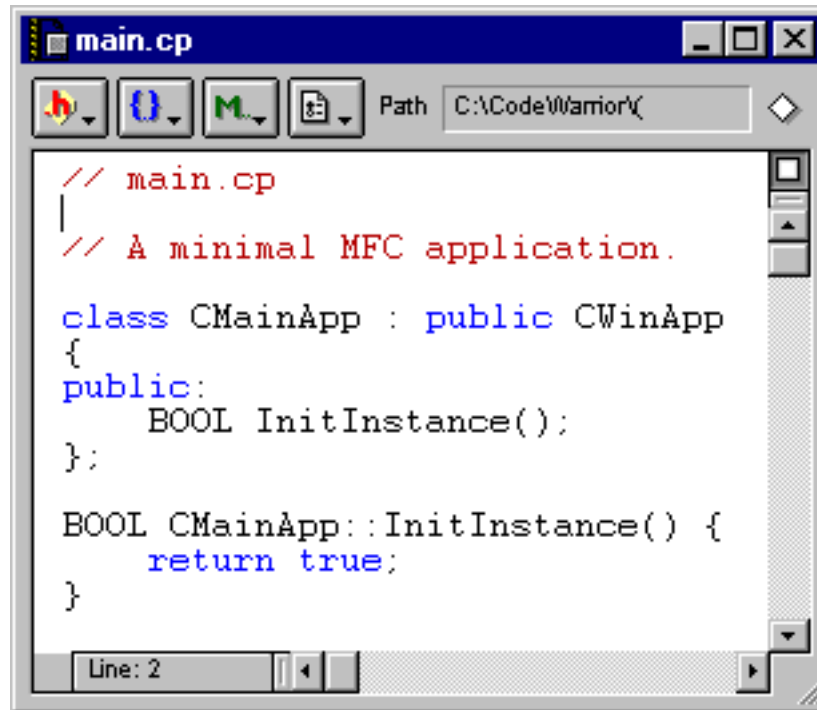 main.cp
.h {} M.. Path C:\CodeWarrior\(
// main.cp
// A minimal MFC application.
class CMainApp : public CWinApp
{
public:
BOOL InitInstance();
};
BOOL CMainApp::InitInstance() {
return true;
}
Line: 2